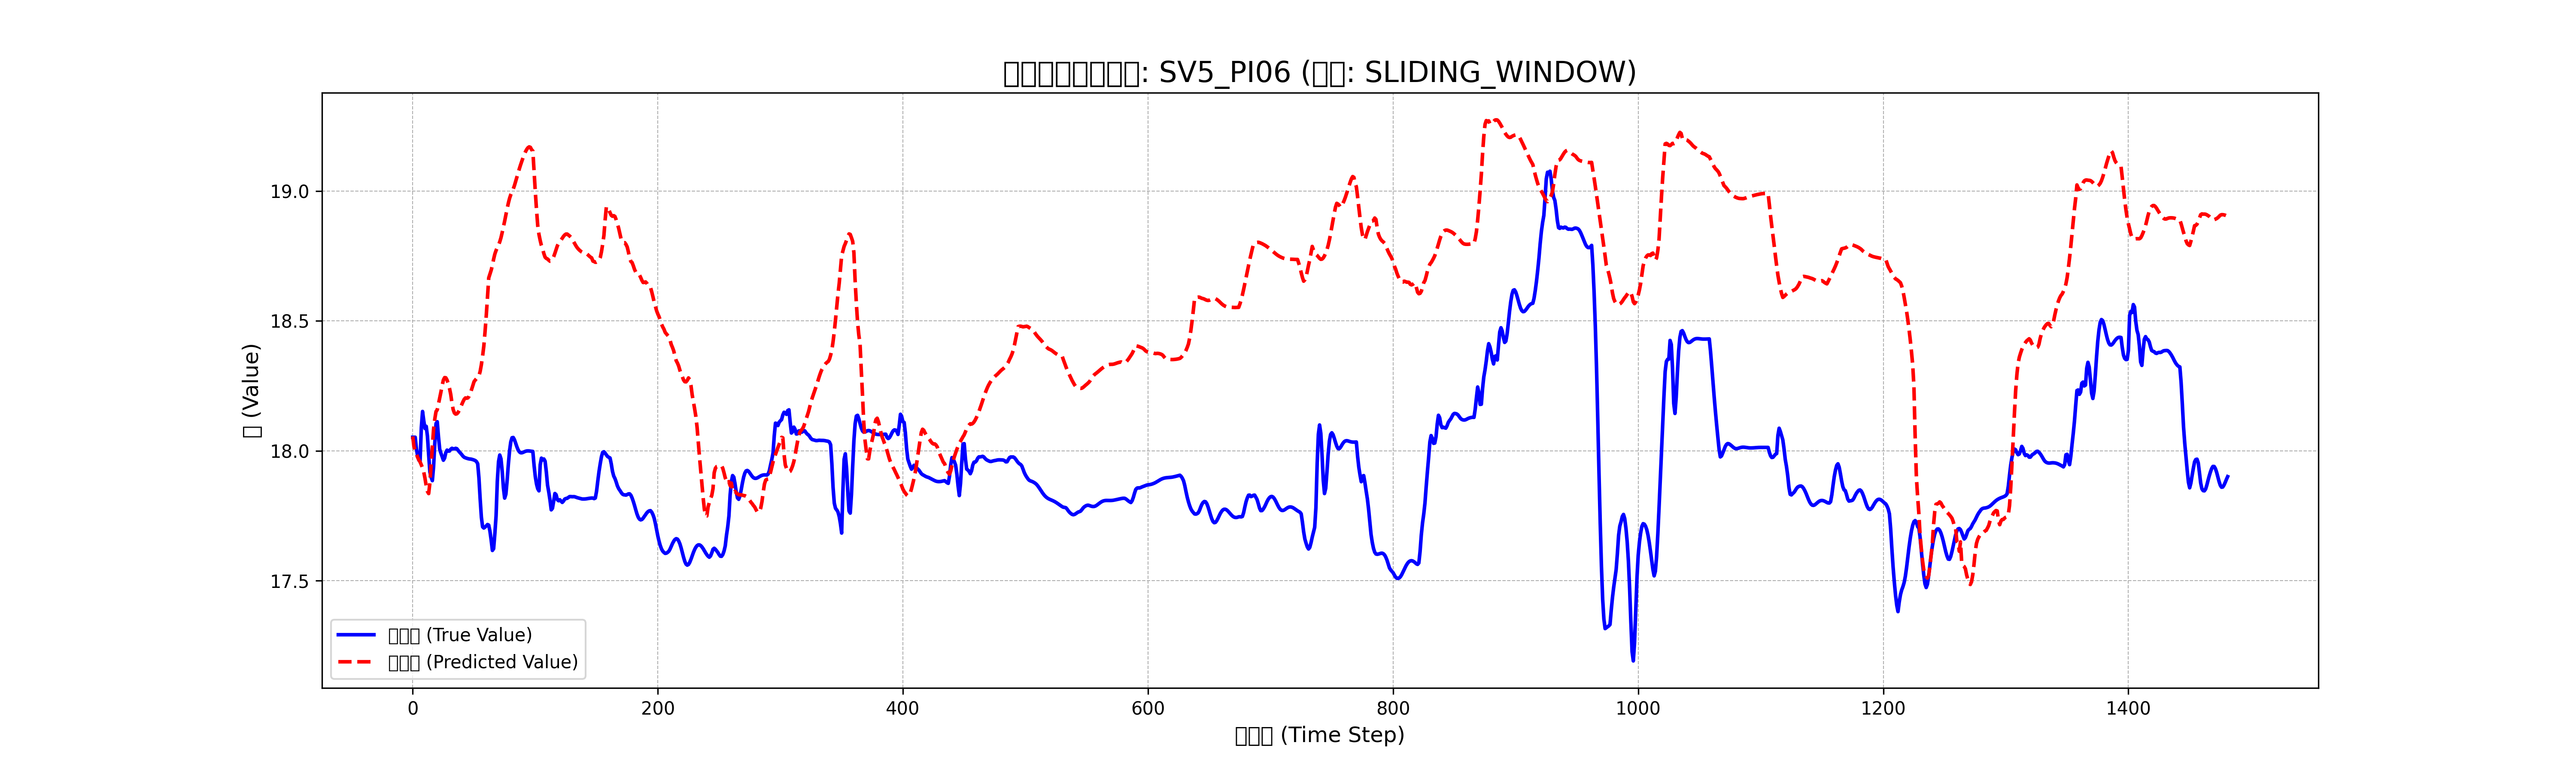 : SV5_PI06 (: SLIDING_WINDOW)
(Value)
19.0
18.5
18.0
17.5
(True Value)
(Predicted Value)
0 200 400 600 800 1000 1200 1400
(Time Step)